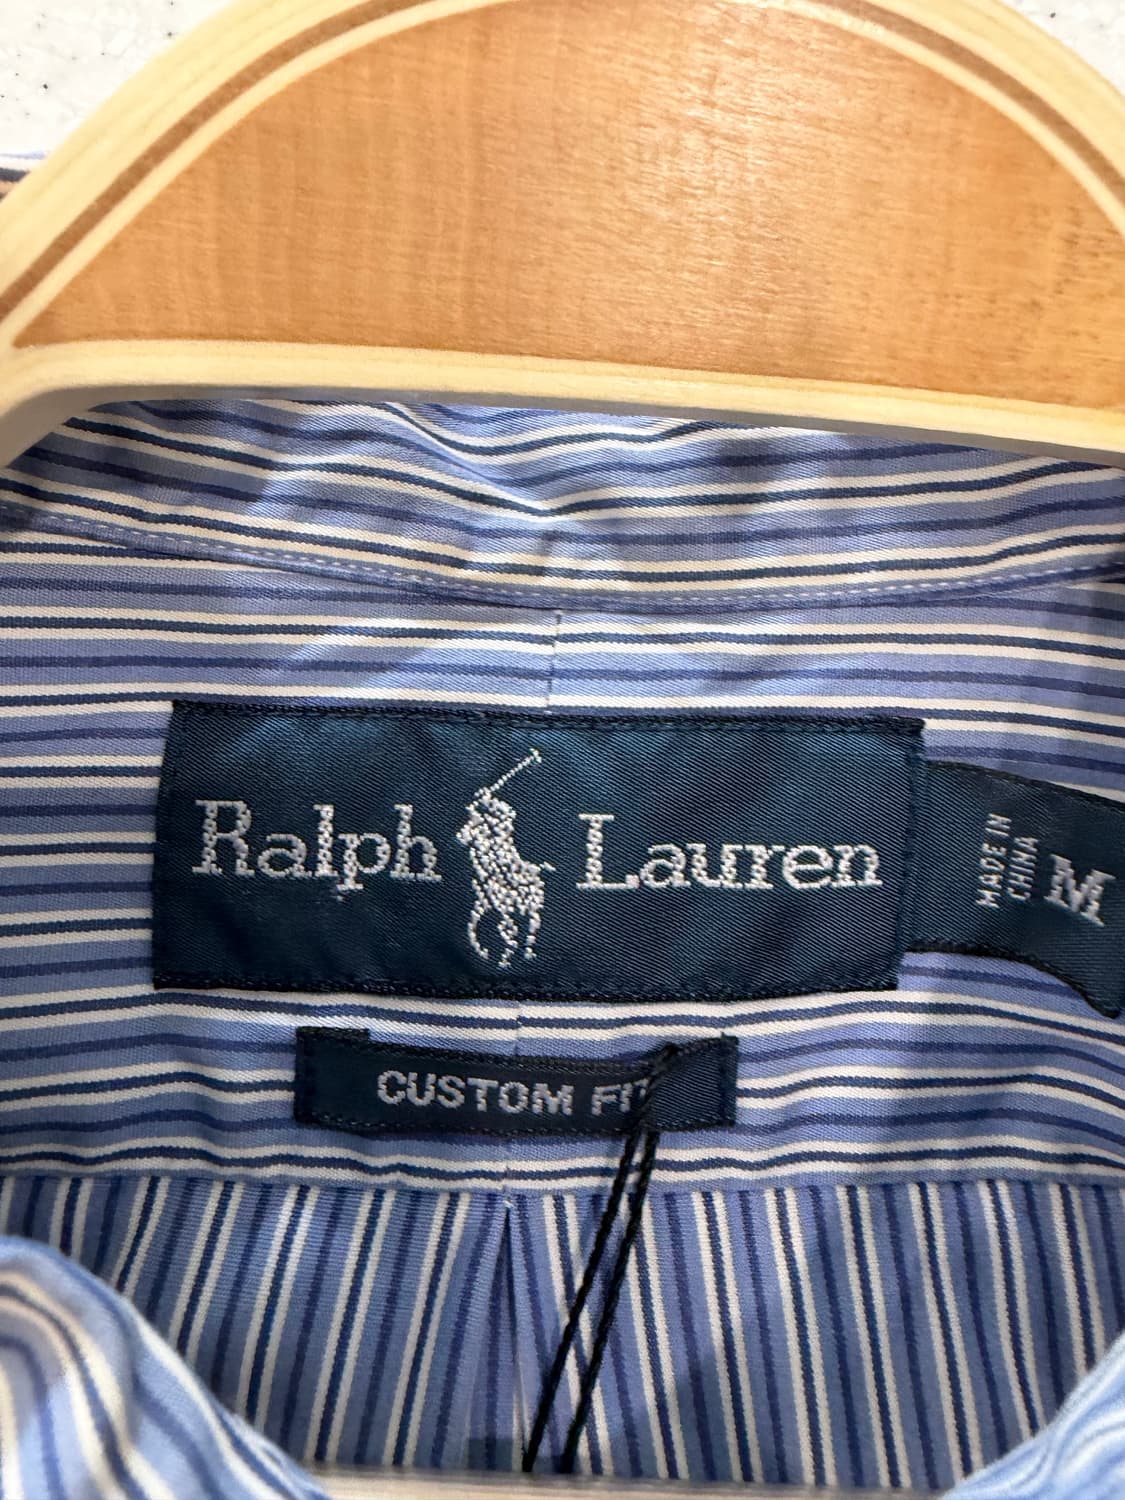 Ralph Lauren
MADE IN
CHINA
M
CUSTOM FIT